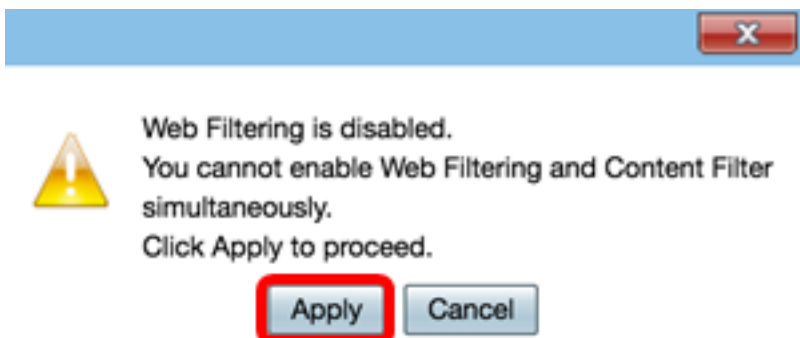 Web Filtering is disabled.
You cannot enable Web Filtering and Content Filter
simultaneously.
Click Apply to proceed.
Apply Cancel